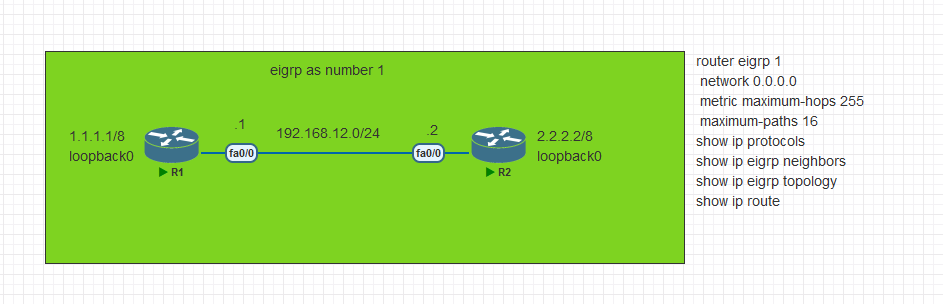 eigrp as number 1
1.1.1.1/8
loopback0
R1
.1
fa0/0
192.168.12.0/24
.2
fa0/0
R2
2.2.2.2/8
loopback0
router eigrp 1
network 0.0.0.0
metric maximum-hops 255
maximum-paths 16
show ip protocols
show ip eigrp neighbors
show ip eigrp topology
show ip route